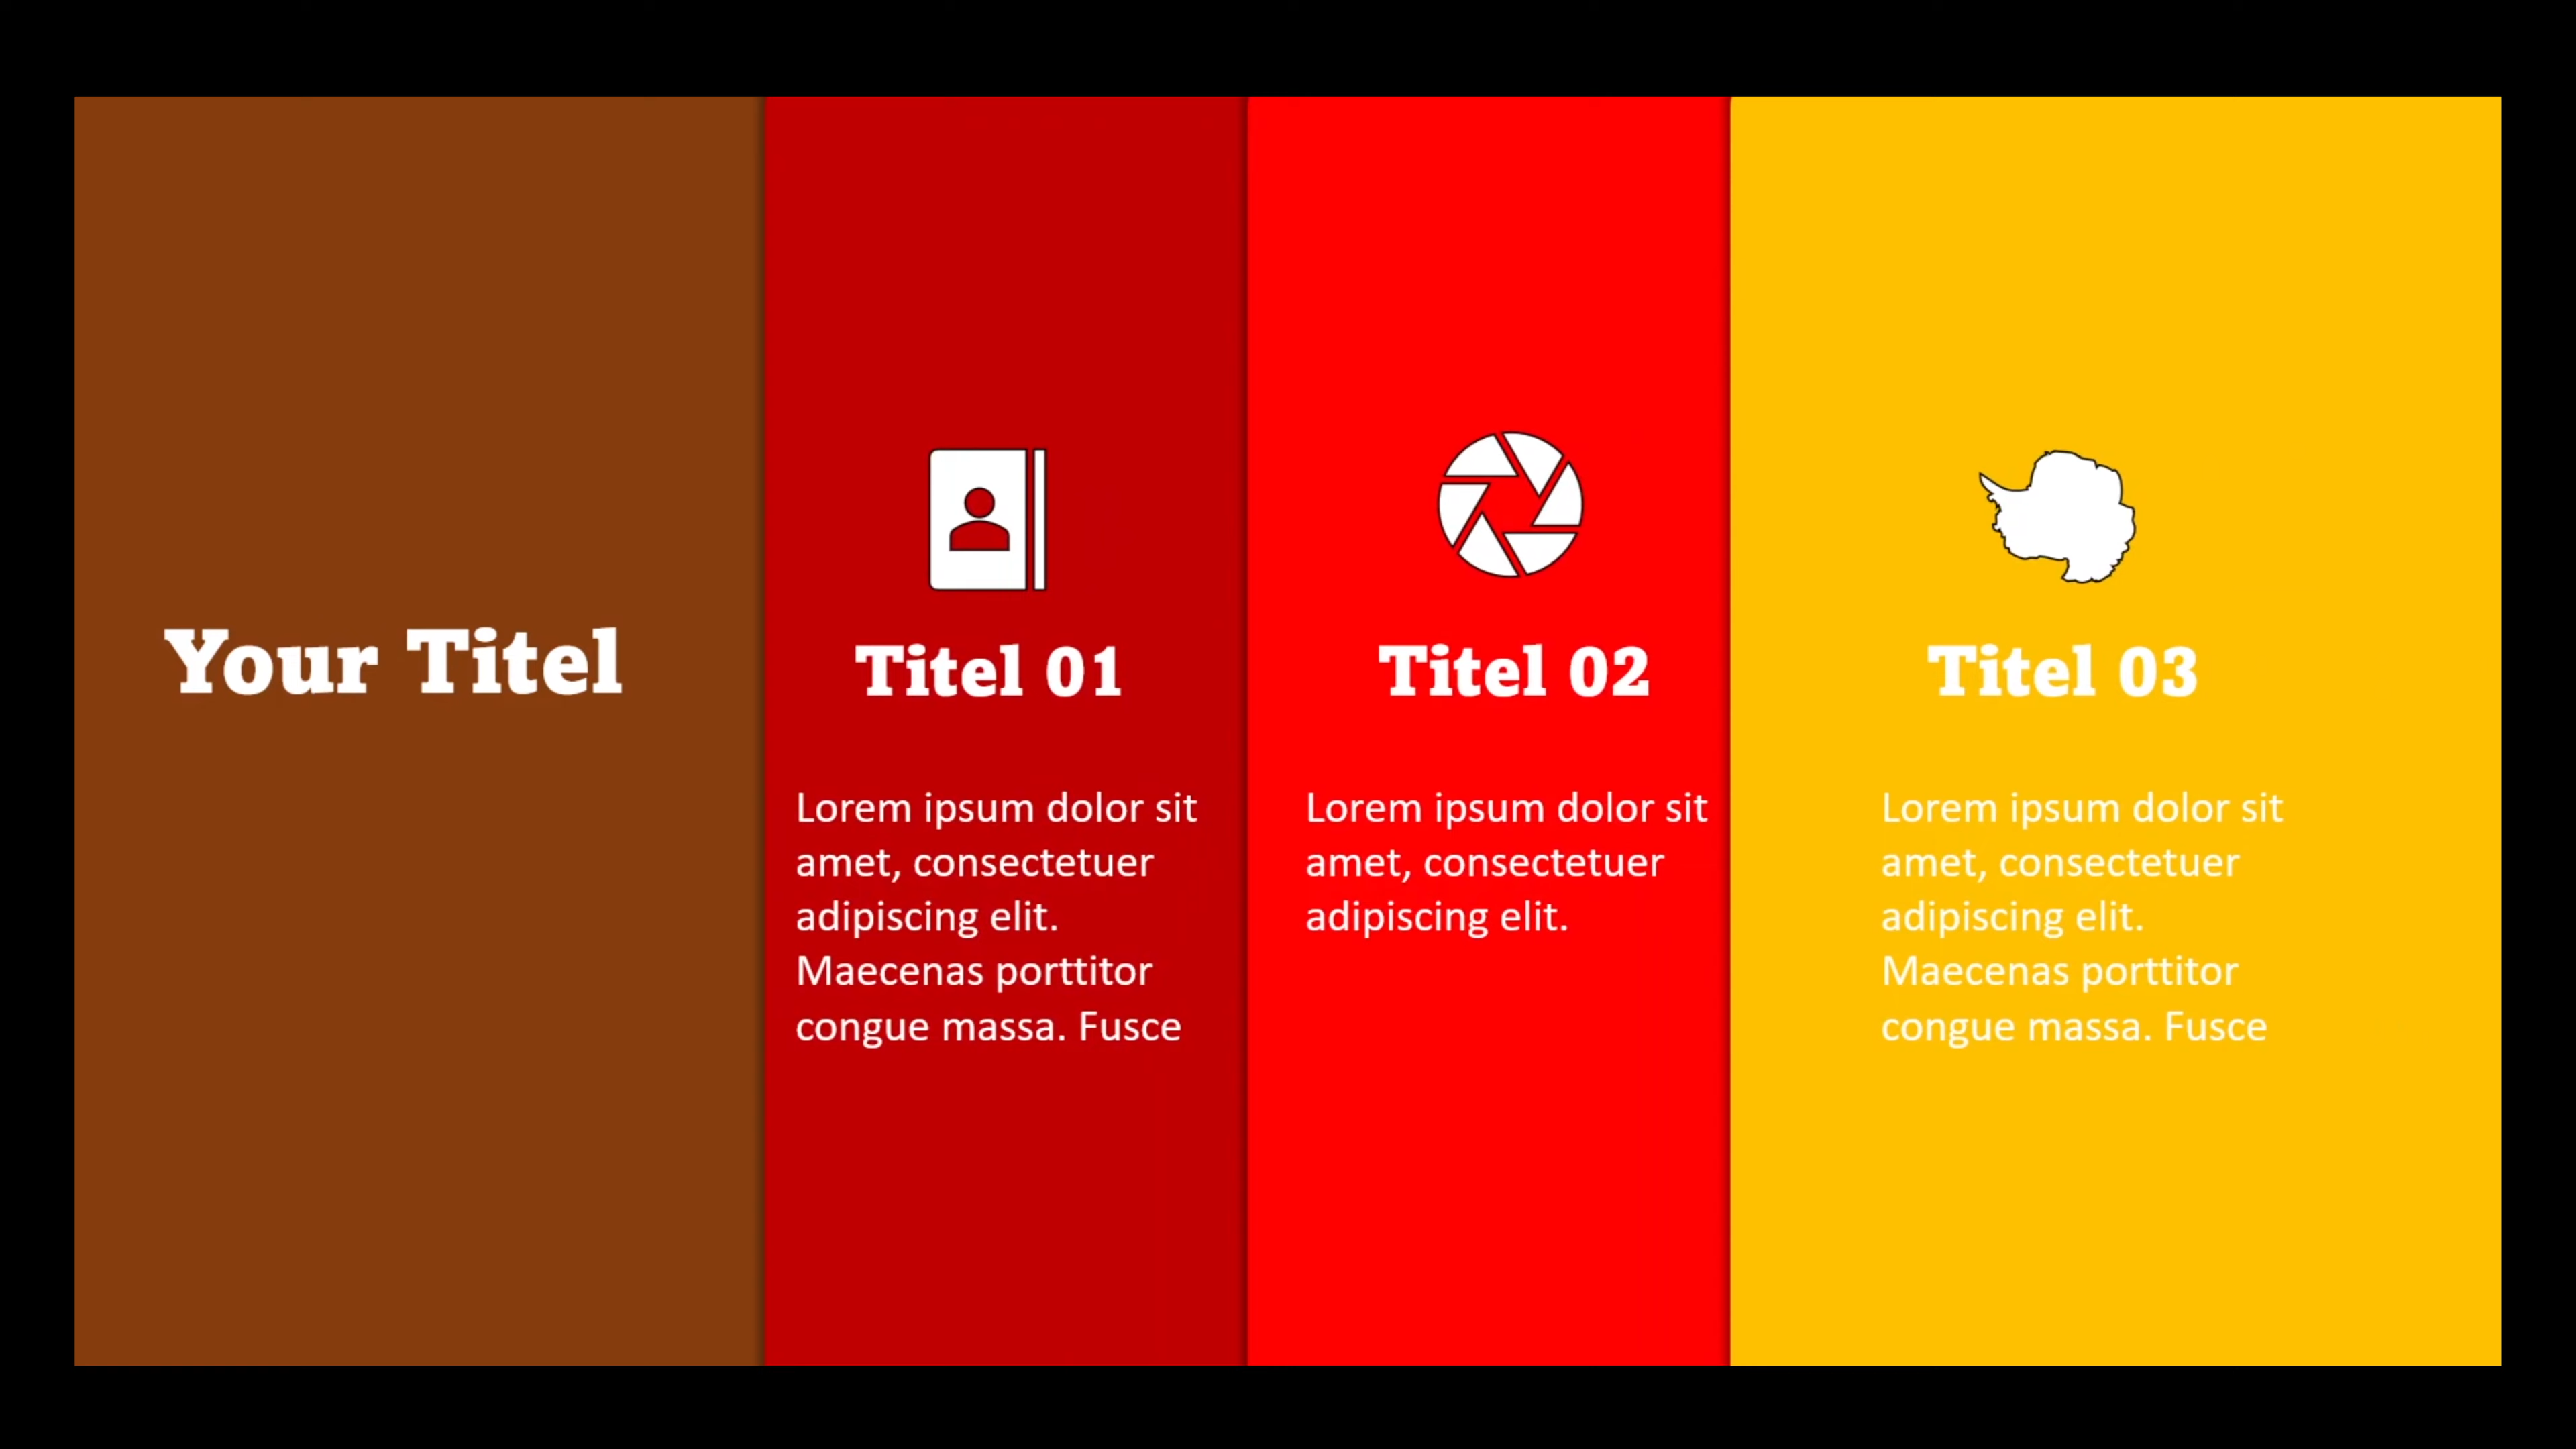 Your Titel
Titel 01
Lorem ipsum dolor sit
amet, consectetuer
adipiscing elit.
Maecenas porttitor
congue massa. Fusce
Titel 02
Lorem ipsum dolor sit
amet, consectetuer
adipiscing elit.
Titel 03
Lorem ipsum dolor sit
amet, consectetuer
adipiscing elit.
Maecenas porttitor
congue massa. Fusce